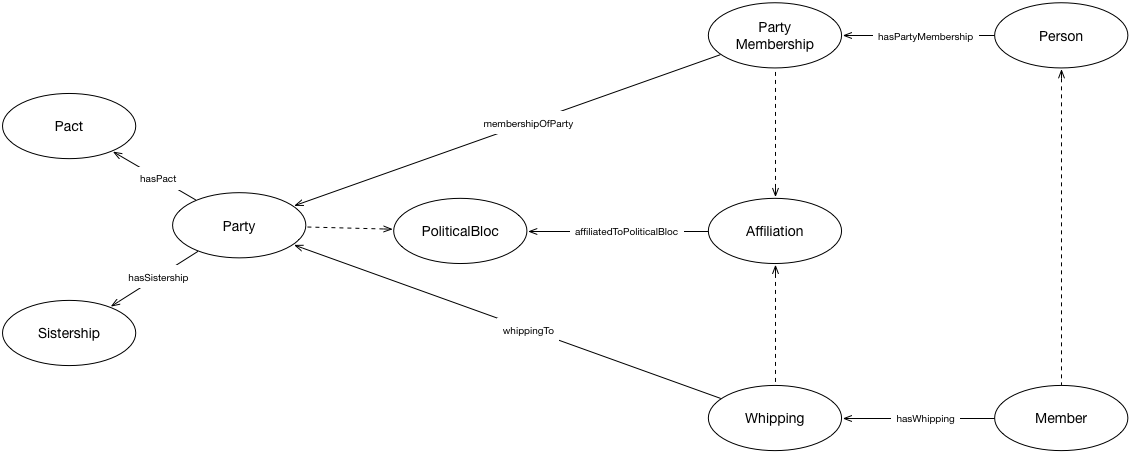 Party
Membership
hasPartyMembership
Person
Pact
membershipOfParty
hasPact
Party
PoliticalBloc
affiliatedToPoliticalBloc
Affiliation
hasSistership
Sistership
whippingTo
Whipping
hasWhipping
Member